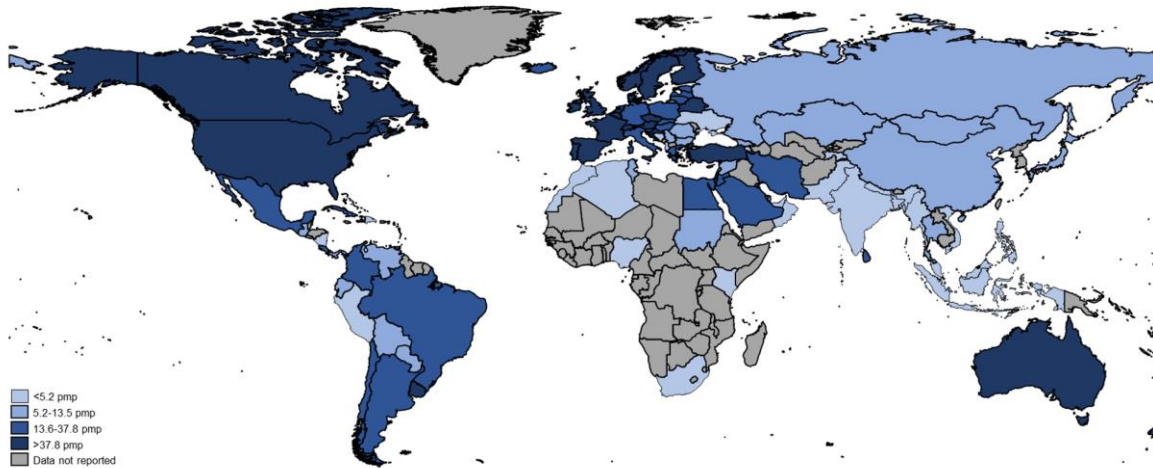 <5.2 pmp
5.2-13.5 pmp
13.6-37.8 pmp
>37.8 pmp
Data not reported